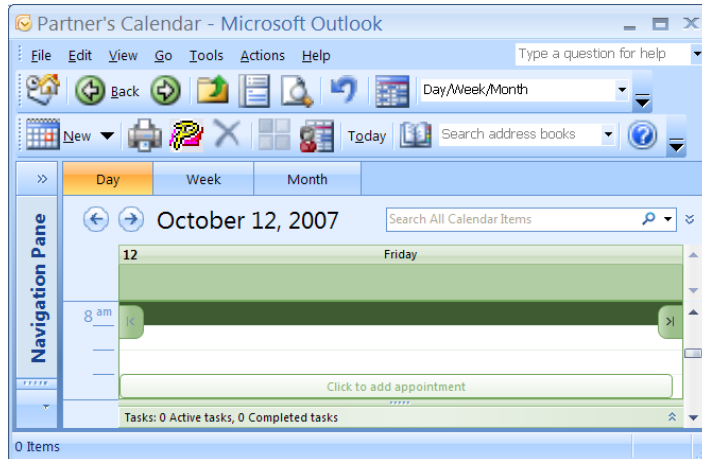 Partner's Calendar - Microsoft Outlook
File Edit View Go Tools Actions Help Type a question for help
Back Day/Week/Month
New Today Search address books
Day Week Month
Navigation Pane
October 12, 2007 Search All Calendar Items
12 Friday
8 am
Click to add appointment
Tasks: 0 Active tasks, 0 Completed tasks
0 Items